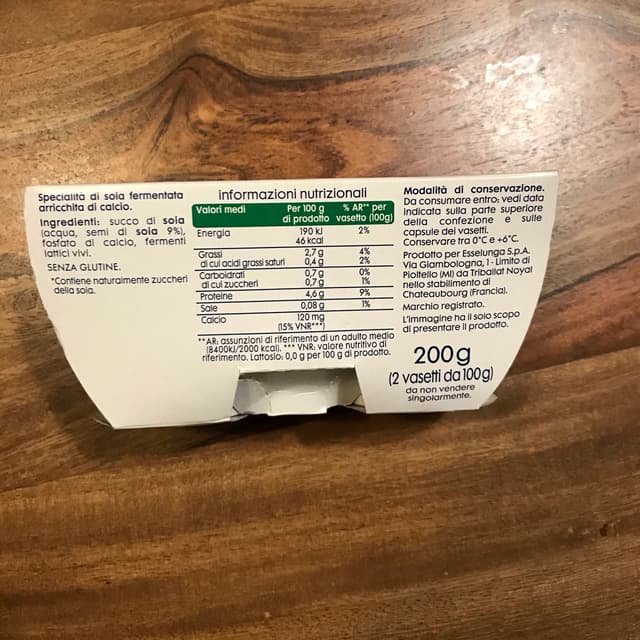 Specialità di soia fermentata
arricchita di calcio.
Ingredienti: succo di soia
(acqua, semi di soia 9%),
fosfato di calcio, fermenti
lattici vivi.
SENZA GLUTINE.
*Contiene naturalmente zuccheri
della soia.
informazioni nutrizionali
Valori medi Per 100 g di prodotto % AR** per vasetto (100g)
Energia 190 kJ 2%
46 kcal
Grassi 2,7 g 4%
di cui acidi grassi saturi 0,4 g 2%
Carboidrati 0,7 g 0%
di cui zuccheri 0,7 g 1%
Proteine 4,6 g 9%
Sale 0,08 g 1%
Calcio 120 mg
(15% VNR***)
**AR: assunzioni di riferimento di un adulto medio
(8400kJ/2000 kcal). *** VNR: valore nutritivo di
riferimento. Lattosio: 0,0 g per 100 g di prodotto.
Modalità di conservazione.
Da consumare entro: vedi data
indicata sulla parte superiore
della confezione e sulle
capsule dei vasetti.
Conservare tra 0°C e +6°C.
Prodotto per Esselunga S.p.A.
Via Giambologna, 1 - Limito di
Pioltello (MI) da Triballat Noyal
nello stabilimento di
Chateaubourg (Francia).
Marchio registrato.
L'immagine ha il solo scopo
di presentare il prodotto.
200g
(2 vasetti da 100g)
da non vendere
singolarmente.